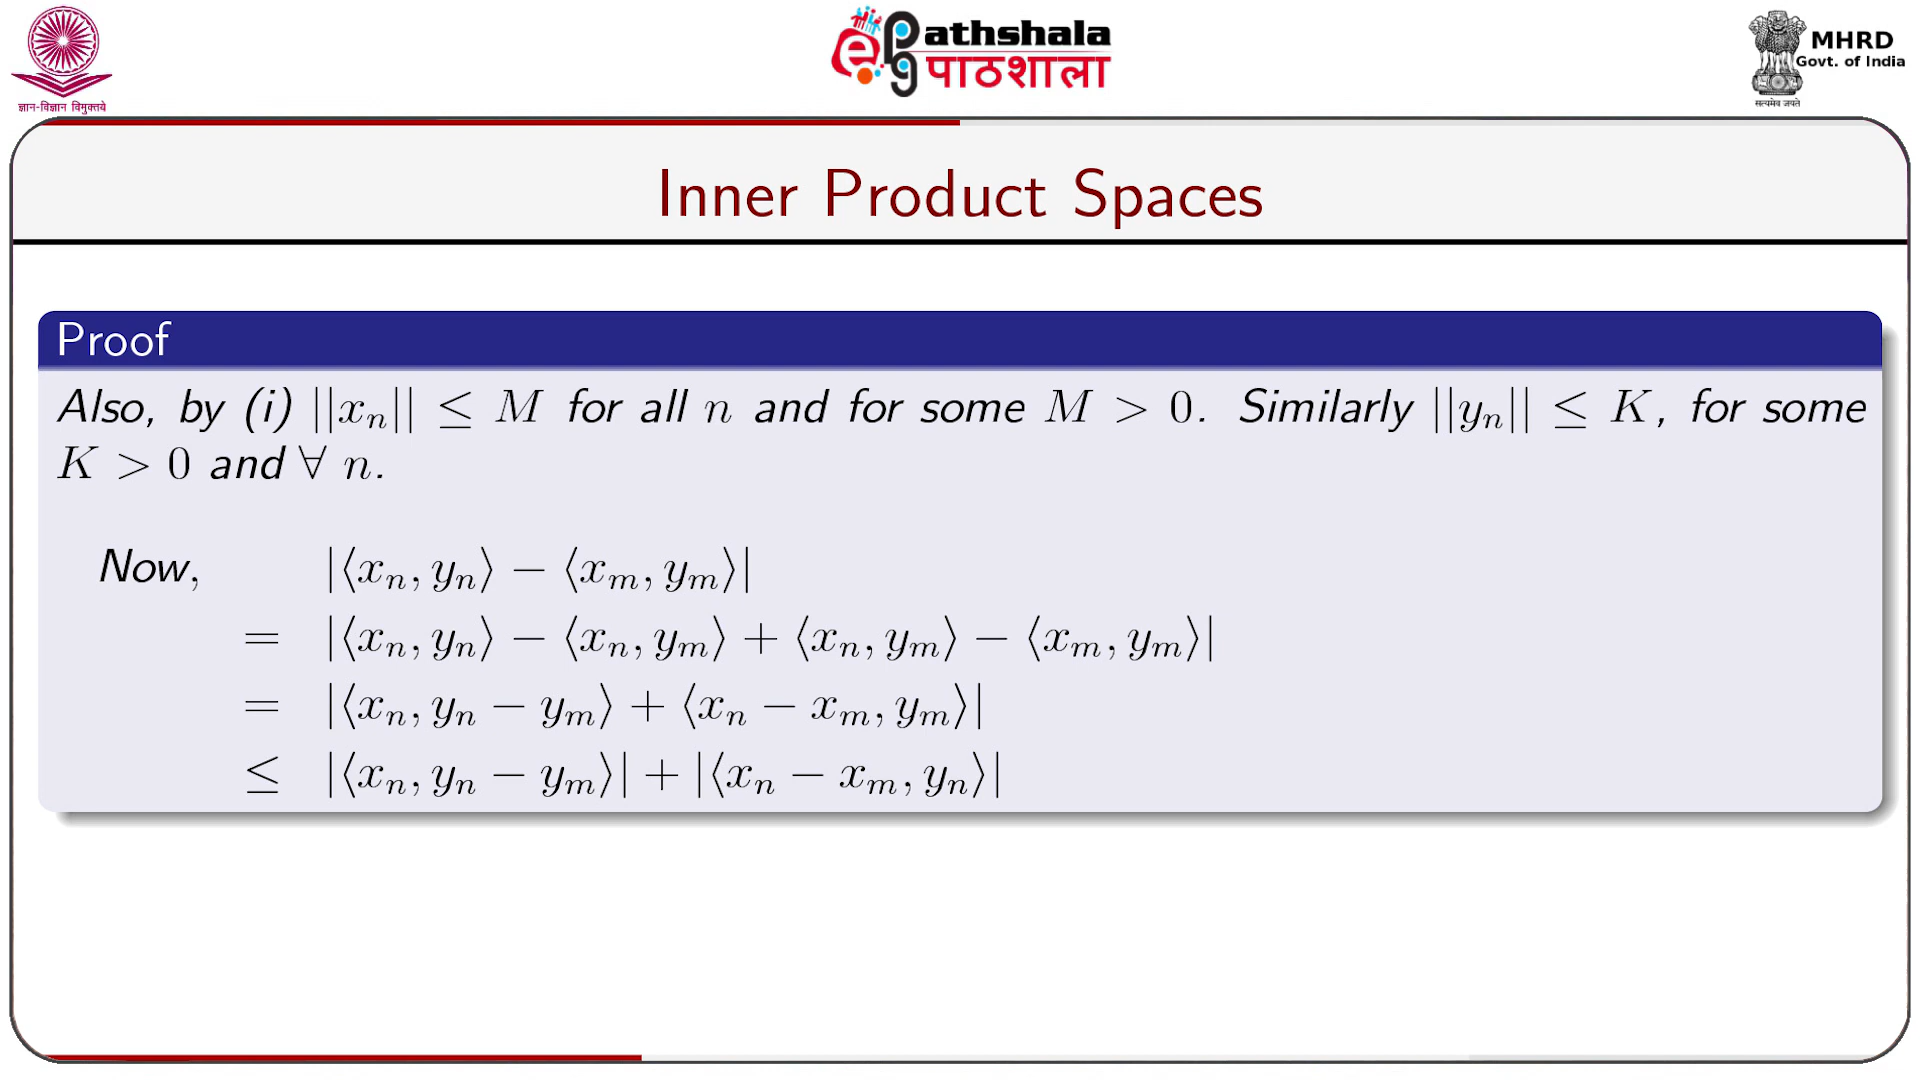 ज्ञान-विज्ञान विमुक्तये
ePG Pathshala
पाठशाला
MHRD
Govt. of India
सत्यमेव जयते
Inner Product Spaces
Proof
Also, by (i) ||xₙ|| ≤ M for all n and for some M > 0. Similarly ||yₙ|| ≤ K, for some
K > 0 and ∀ n.
Now, |⟨xₙ, yₙ⟩ − ⟨xₘ, yₘ⟩|
= |⟨xₙ, yₙ⟩ − ⟨xₙ, yₘ⟩ + ⟨xₙ, yₘ⟩ − ⟨xₘ, yₘ⟩|
= |⟨xₙ, yₙ − yₘ⟩ + ⟨xₙ − xₘ, yₘ⟩|
≤ |⟨xₙ, yₙ − yₘ⟩| + |⟨xₙ − xₘ, yₙ⟩|